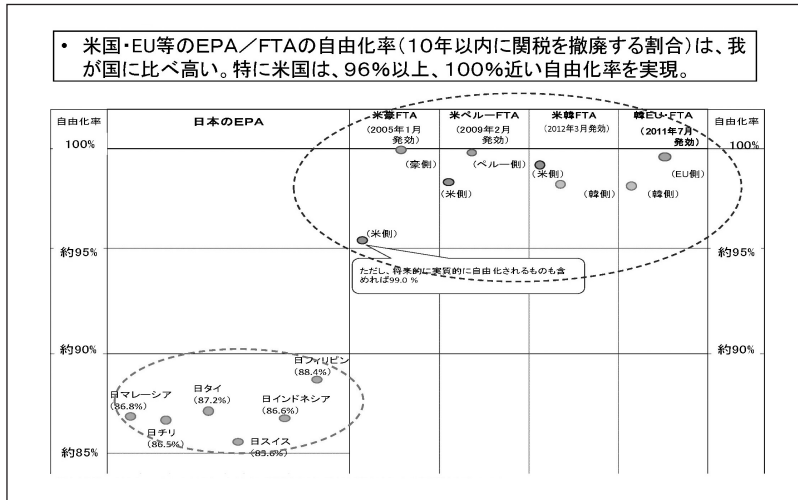 ・ 米国・EU等のEPA／FTAの自由化率（10年以内に関税を撤廃する割合）は、我
が国に比べ高い。特に米国は、96％以上、100％近い自由化率を実現。
自由化率
日本のEPA
米豪FTA
（2005年1月
発効）
米ペルーFTA
（2009年2月
発効）
米韓FTA
（2012年3月発効）
韓EU・FTA
（2011年7月
発効）
自由化率
100％
100％
（豪側）
（ペルー側）
（米側）
（米側）
（韓側）
（韓側）
（EU側）
（米側）
約95％
約95％
ただし、将来的に実質的に自由化されるものも含
めれば99.0 ％
約90％
約90％
日フィリピン
（88.4％）
日マレーシア
（86.8％）
日タイ
（87.2％）
日インドネシア
（86.6％）
日チリ
（86.5％）
日スイス
（85.6％）
約85％
約85％